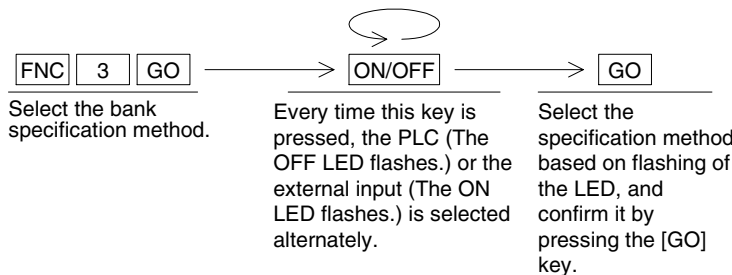 FNC 3 GO
ON/OFF
GO
Select the bank
specification method.
Every time this key is
pressed, the PLC (The
OFF LED flashes.) or the
external input (The ON
LED flashes.) is selected
alternately.
Select the
specification method
based on flashing of
the LED, and
confirm it by
pressing the [GO]
key.